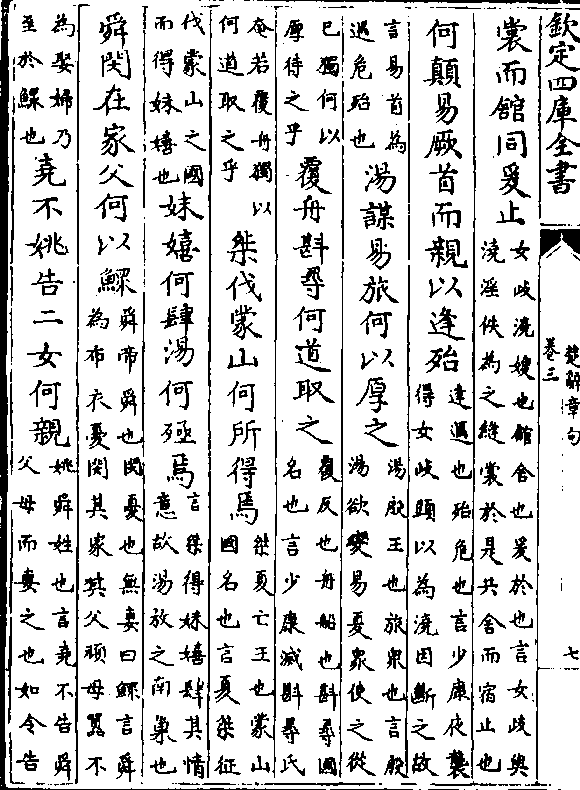 欽定四庫全書
楚辭章句
卷三
七
裳而館同爰止
女歧澆嫂也館舍也爰於也言女歧與
澆淫佚為之縫裳於是共舍而宿止也
何顛易厥首而親以逢殆
逢遇也殆危也言少康夜襲
得女歧頭以為澆因斷之故
言易首為
遇危殆也
湯謀易旅何以厚之
湯殷王也旅衆也言殷
湯欲變易夏衆使之從
已獨何以
厚待之乎
覆舟斟尋何道取之
覆反也舟船也斟尋國
名也言少康滅斟尋氏
奄若覆舟獨以
何道取之乎
桀伐蒙山何所得焉
桀夏亡王也蒙山
國名也言夏桀征
伐蒙山之國
而得妹嬉也
妹嬉何肆湯何殛焉
言桀得妹嬉肆其情
意故湯放之南巢也
舜閔在家父何以鰥
舜帝舜也閔憂也無妻曰鰥言舜
為布衣憂閔其家其父頑母嚚不
為娶婦乃
至於鰥也
堯不姚告二女何親
姚舜姓也言堯不告舜
父母而妻之也如令告